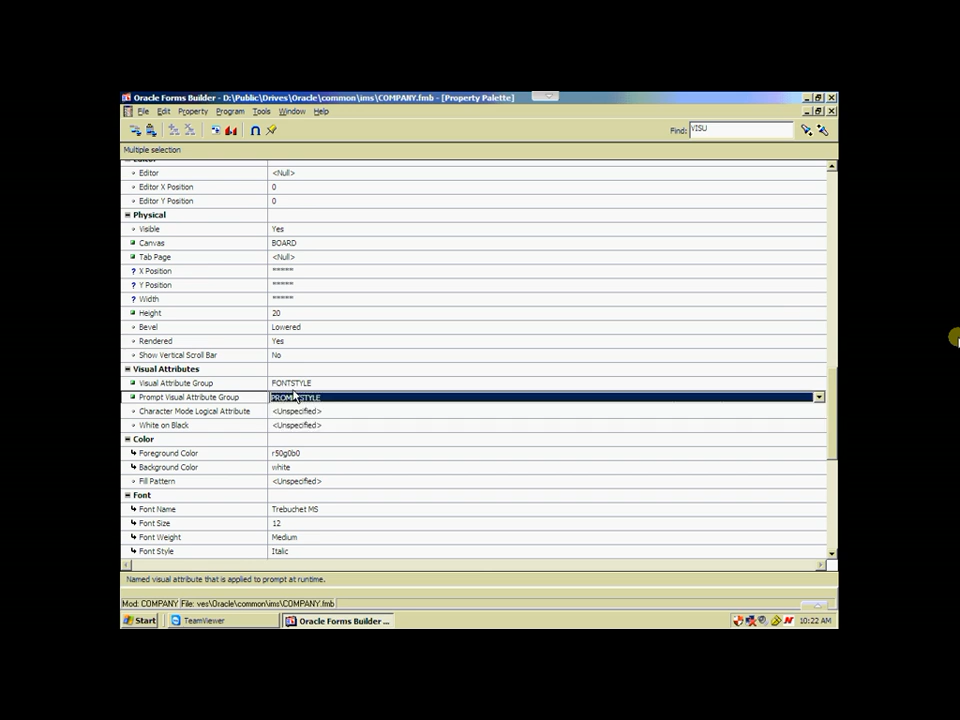 Oracle Forms Builder - D:\Public\Drives\Oracle\common\ims\COMPANY.fmb - [Property Palette]
File Edit Property Program Tools Window Help
Find: VISU
Multiple selection
Editor
Editor <Null>
Editor X Position 0
Editor Y Position 0
Physical
Visible Yes
Canvas BOARD
Tab Page <Null>
? X Position *****
? Y Position *****
? Width *****
Height 20
Bevel Lowered
Rendered Yes
Show Vertical Scroll Bar No
Visual Attributes
Visual Attribute Group FONTSTYLE
Prompt Visual Attribute Group PROMPTSTYLE
Character Mode Logical Attribute <Unspecified>
White on Black <Unspecified>
Color
Foreground Color r50g0b0
Background Color white
Fill Pattern <Unspecified>
Font
Font Name Trebuchet MS
Font Size 12
Font Weight Medium
Font Style Italic
Named visual attribute that is applied to prompt at runtime.
Mod: COMPANY File: ves\Oracle\common\ims\COMPANY.fmb
Start TeamViewer Oracle Forms Builder ... 10:22 AM